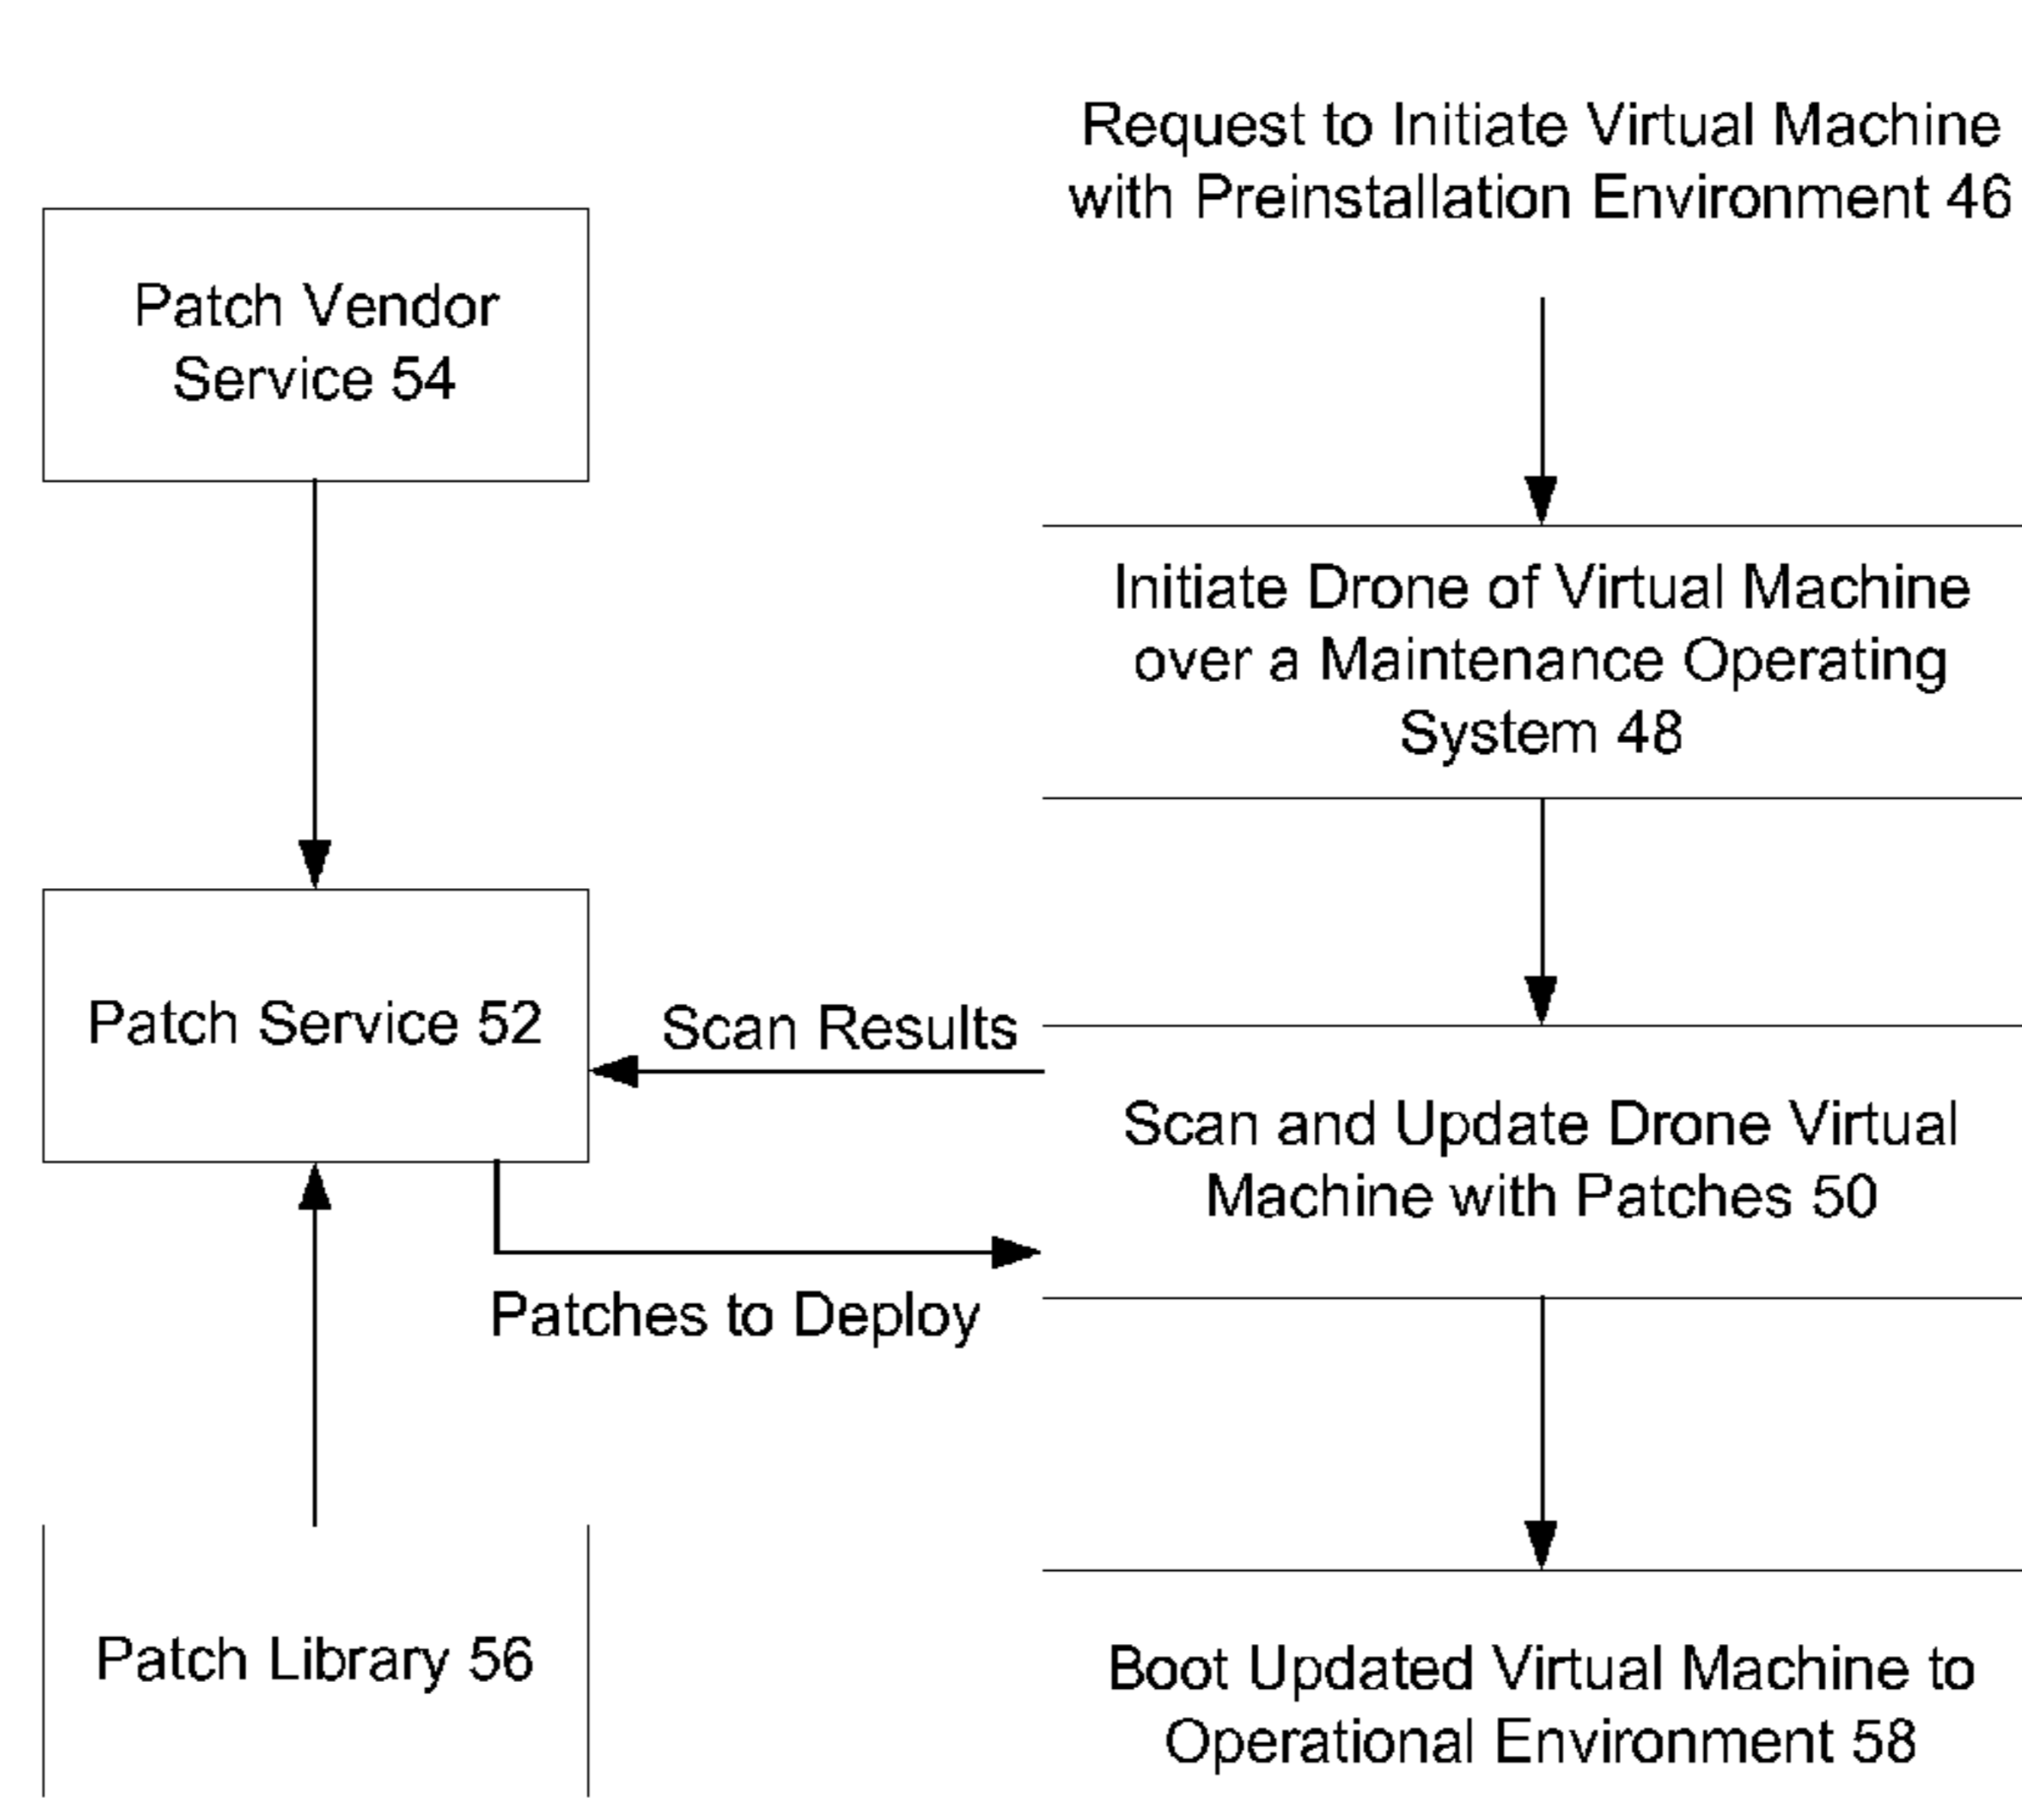 Request to Initiate Virtual Machine
with Preinstallation Environment 46
Patch Vendor
Service 54
Initiate Drone of Virtual Machine
over a Maintenance Operating
System 48
Patch Service 52
Scan Results
Scan and Update Drone Virtual
Machine with Patches 50
Patches to Deploy
Patch Library 56
Boot Updated Virtual Machine to
Operational Environment 58